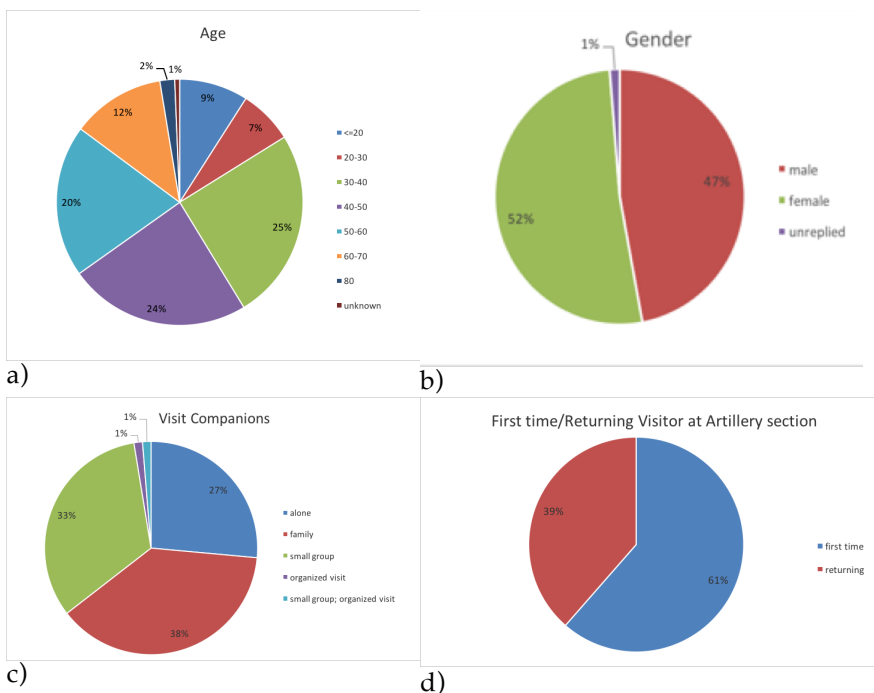 Age
2%
1%
9%
12%
7%
20%
25%
24%
<=20
20-30
30-40
40-50
50-60
60-70
80
unknown
a)
Gender
1%
47%
52%
male
female
unreplied
b)
Visit Companions
1%
1%
27%
33%
38%
alone
family
small group
organized visit
small group; organized visit
c)
First time/Returning Visitor at Artillery section
39%
61%
first time
returning
d)